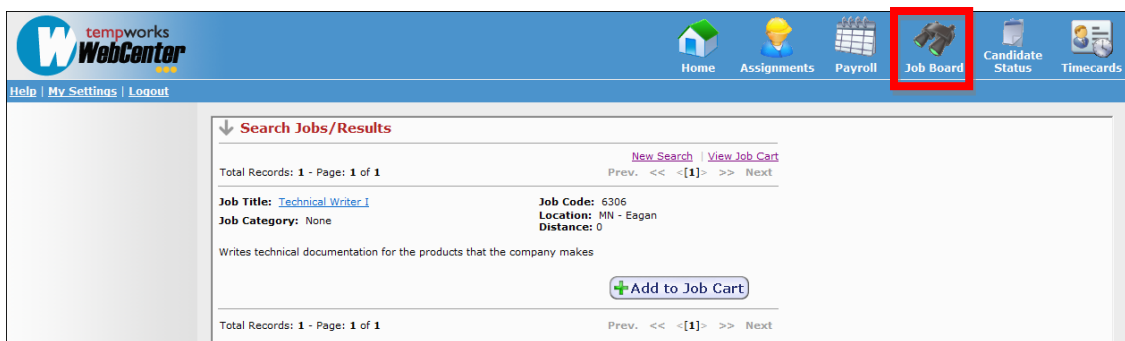 tempworks
WebCenter
Home
Assignments
Payroll
Job Board
Candidate
Status
Timecards
Help | My Settings | Logout
Search Jobs/Results
New Search | View Job Cart
Total Records: 1 - Page: 1 of 1
Prev. << <[1]> >> Next
Job Title: Technical Writer I
Job Code: 6306
Job Category: None
Location: MN - Eagan
Distance: 0
Writes technical documentation for the products that the company makes
Add to Job Cart
Total Records: 1 - Page: 1 of 1
Prev. << <[1]> >> Next